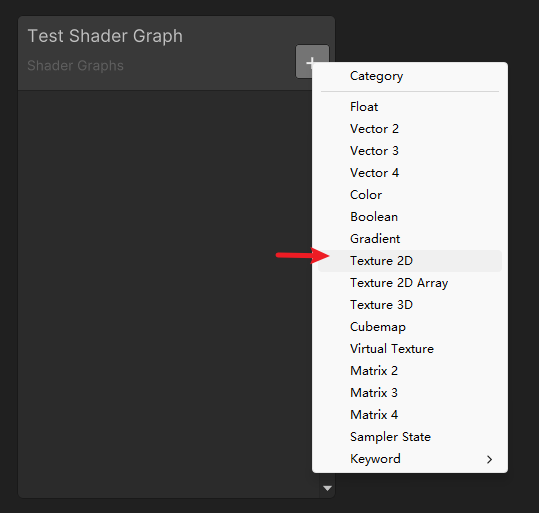 Test Shader Graph
Shader Graphs
+
Category
Float
Vector 2
Vector 3
Vector 4
Color
Boolean
Gradient
Texture 2D
Texture 2D Array
Texture 3D
Cubemap
Virtual Texture
Matrix 2
Matrix 3
Matrix 4
Sampler State
Keyword